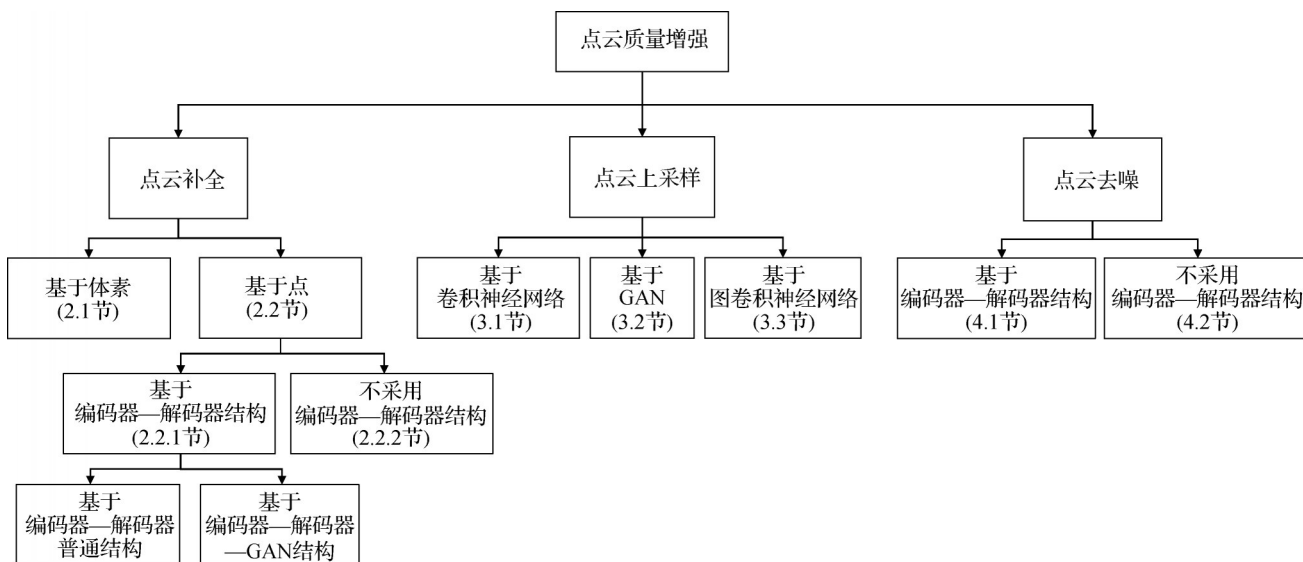 点云质量增强
点云补全
点云上采样
点云去噪
基于体素
(2.1节)
基于点
(2.2节)
基于
卷积神经网络
(3.1节)
基于
GAN
(3.2节)
基于
图卷积神经网络
(3.3节)
基于
编码器—解码器结构
(4.1节)
不采用
编码器—解码器结构
(4.2节)
基于
编码器—解码器结构
(2.2.1节)
不采用
编码器—解码器结构
(2.2.2节)
基于
编码器—解码器
普通结构
基于
编码器—解码器
—GAN结构